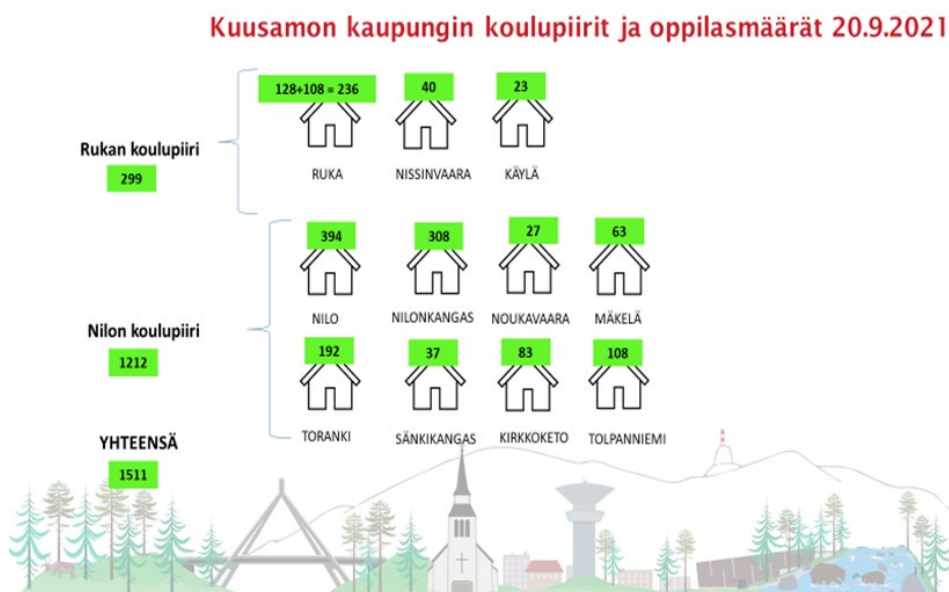 Kuusamon kaupungin koulupiirit ja oppilasmäärät 20.9.2021
128+108 = 236
40
23
Rukan koulupiiri
299
RUKA
NISSINVAARA
KÄYLÄ
394
308
27
63
NILO
NILONKANGAS
NOUKAVAARA
MÄKELÄ
Nilon koulupiiri
1212
192
37
83
108
TORANKI
SÄNKIKANGAS
KIRKKOKETO
TOLPANNIEMI
YHTEENSÄ
1511
11